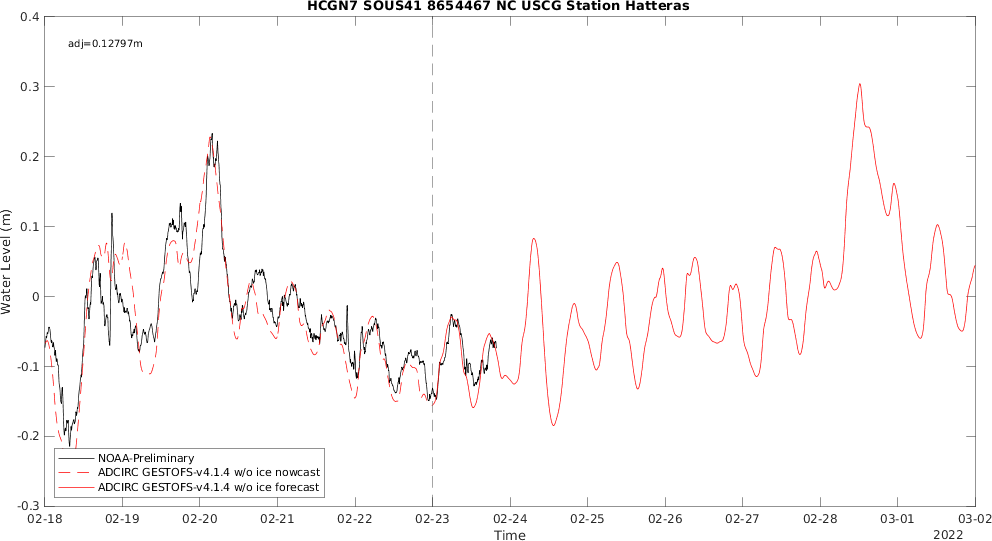 HCGN7 SOUS41 8654467 NC USCG Station Hatteras
adj=0.12797m
Water Level (m)
0.4
0.3
0.2
0.1
0
-0.1
-0.2
-0.3
NOAA-Preliminary
ADCIRC GESTOFS-v4.1.4 w/o ice nowcast
ADCIRC GESTOFS-v4.1.4 w/o ice forecast
02-18 02-19 02-20 02-21 02-22 02-23 02-24 02-25 02-26 02-27 02-28 03-01 03-02
Time
2022